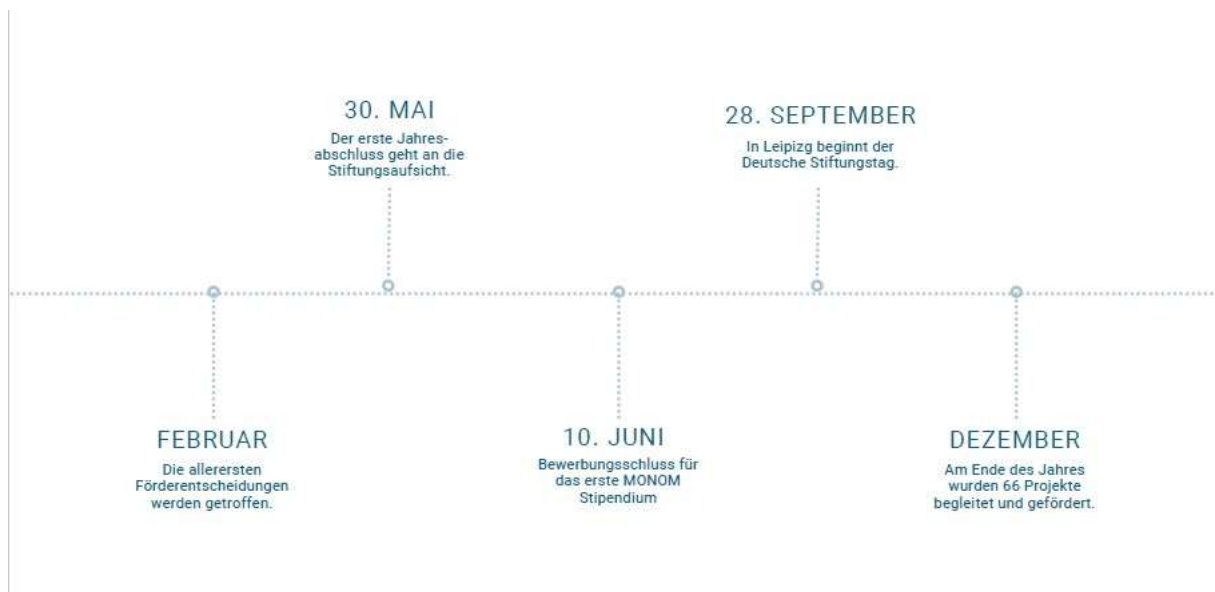 30. MAI
Der erste Jahres-
abschluss geht an die
Stiftungsaufsicht.
28. SEPTEMBER
In Leipizg beginnt der
Deutsche Stiftungstag.
FEBRUAR
Die allerersten
Förderentscheidungen
werden getroffen.
10. JUNI
Bewerbungsschluss für
das erste MONOM
Stipendium
DEZEMBER
Am Ende des Jahres
wurden 66 Projekte
begleitet und gefördert.